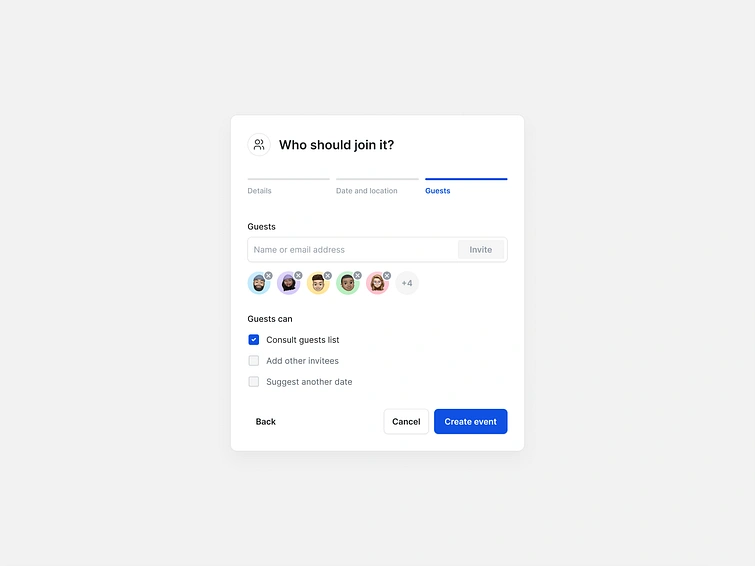 Who should join it?
Details
Date and location
Guests
Guests
Name or email address
Invite
+4
Guests can
Consult guests list
Add other invitees
Suggest another date
Back
Cancel
Create event